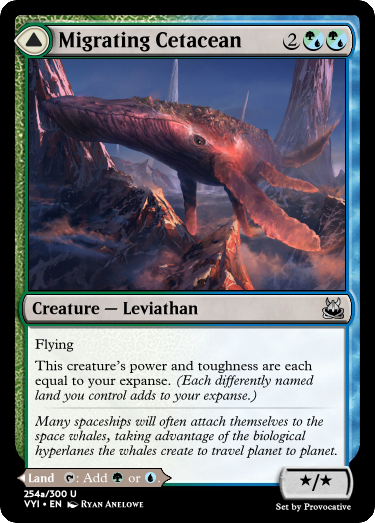 Migrating Cetacean 2
Creature — Leviathan
Flying
This creature's power and toughness are each
equal to your expanse. (Each differently named
land you control adds to your expanse.)
Many spaceships will often attach themselves to the
space whales, taking advantage of the biological
hyperlanes the whales create to travel planet to planet.
Land : Add or .
★/★
254a/300 U
VYI • EN Ryan Anelowe
Set by Provocative